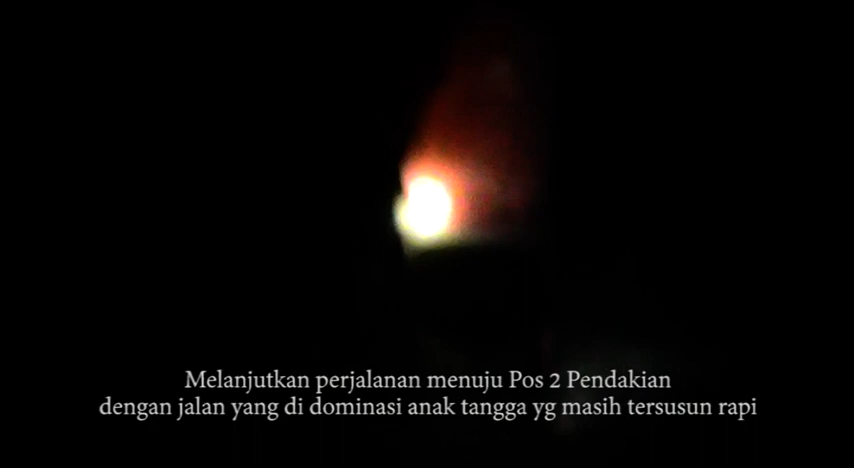 Melanjutkan perjalanan menuju Pos 2 Pendakian
dengan jalan yang di dominasi anak tangga yg masih tersusun rapi